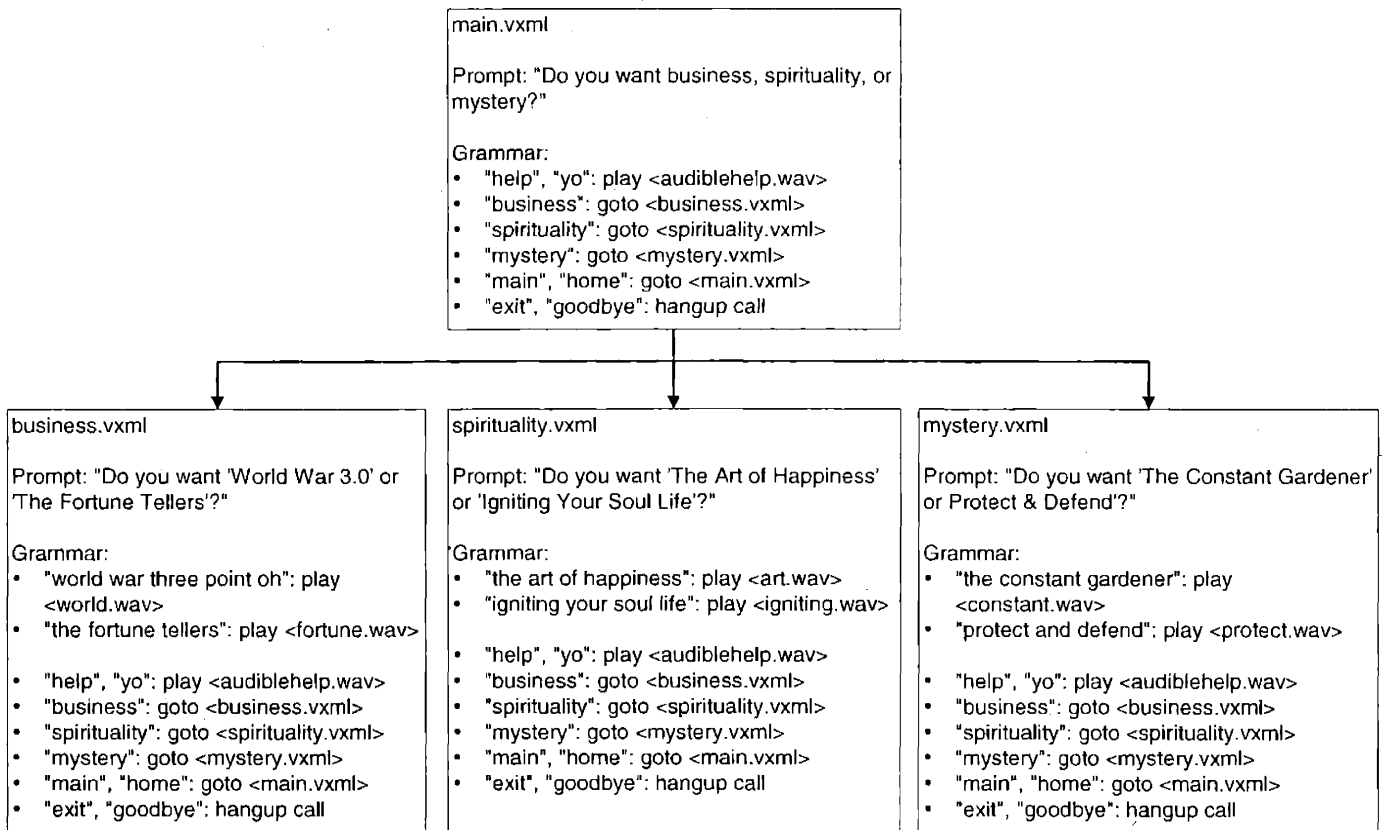 main.vxml
Prompt: "Do you want business, spirituality, or
mystery?"
Grammar:
• "help", "yo": play <audiblehelp.wav>
• "business": goto <business.vxml>
• "spirituality": goto <spirituality.vxml>
• "mystery": goto <mystery.vxml>
• "main", "home": goto <main.vxml>
• "exit", "goodbye": hangup call
business.vxml
Prompt: "Do you want 'World War 3.0' or
'The Fortune Tellers'?"
Grammar:
• "world war three point oh": play
<world.wav>
• "the fortune tellers": play <fortune.wav>
• "help", "yo": play <audiblehelp.wav>
• "business": goto <business.vxml>
• "spirituality": goto <spirituality.vxml>
• "mystery": goto <mystery.vxml>
• "main", "home": goto <main.vxml>
• "exit", "goodbye": hangup call
spirituality.vxml
Prompt: "Do you want 'The Art of Happiness'
or 'Igniting Your Soul Life'?"
Grammar:
• "the art of happiness": play <art.wav>
• "igniting your soul life": play <igniting.wav>
• "help", "yo": play <audiblehelp.wav>
• "business": goto <business.vxml>
• "spirituality": goto <spirituality.vxml>
• "mystery": goto <mystery.vxml>
• "main", "home": goto <main.vxml>
• "exit", "goodbye": hangup call
mystery.vxml
Prompt: "Do you want 'The Constant Gardener'
or Protect & Defend'?"
Grammar:
• "the constant gardener": play
<constant.wav>
• "protect and defend": play <protect.wav>
• "help", "yo": play <audiblehelp.wav>
• "business": goto <business.vxml>
• "spirituality": goto <spirituality.vxml>
• "mystery": goto <mystery.vxml>
• "main", "home": goto <main.vxml>
• "exit", "goodbye": hangup call